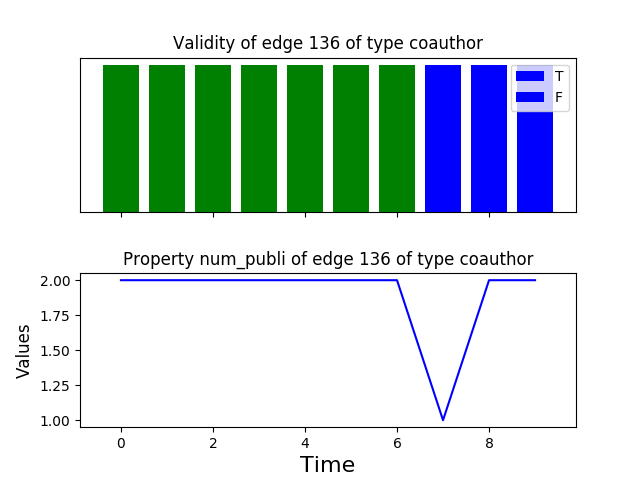 Validity of edge 136 of type coauthor
T
F
Property num_publi of edge 136 of type coauthor
2.00
1.75
1.50
1.25
1.00
Values
0 2 4 6 8
Time